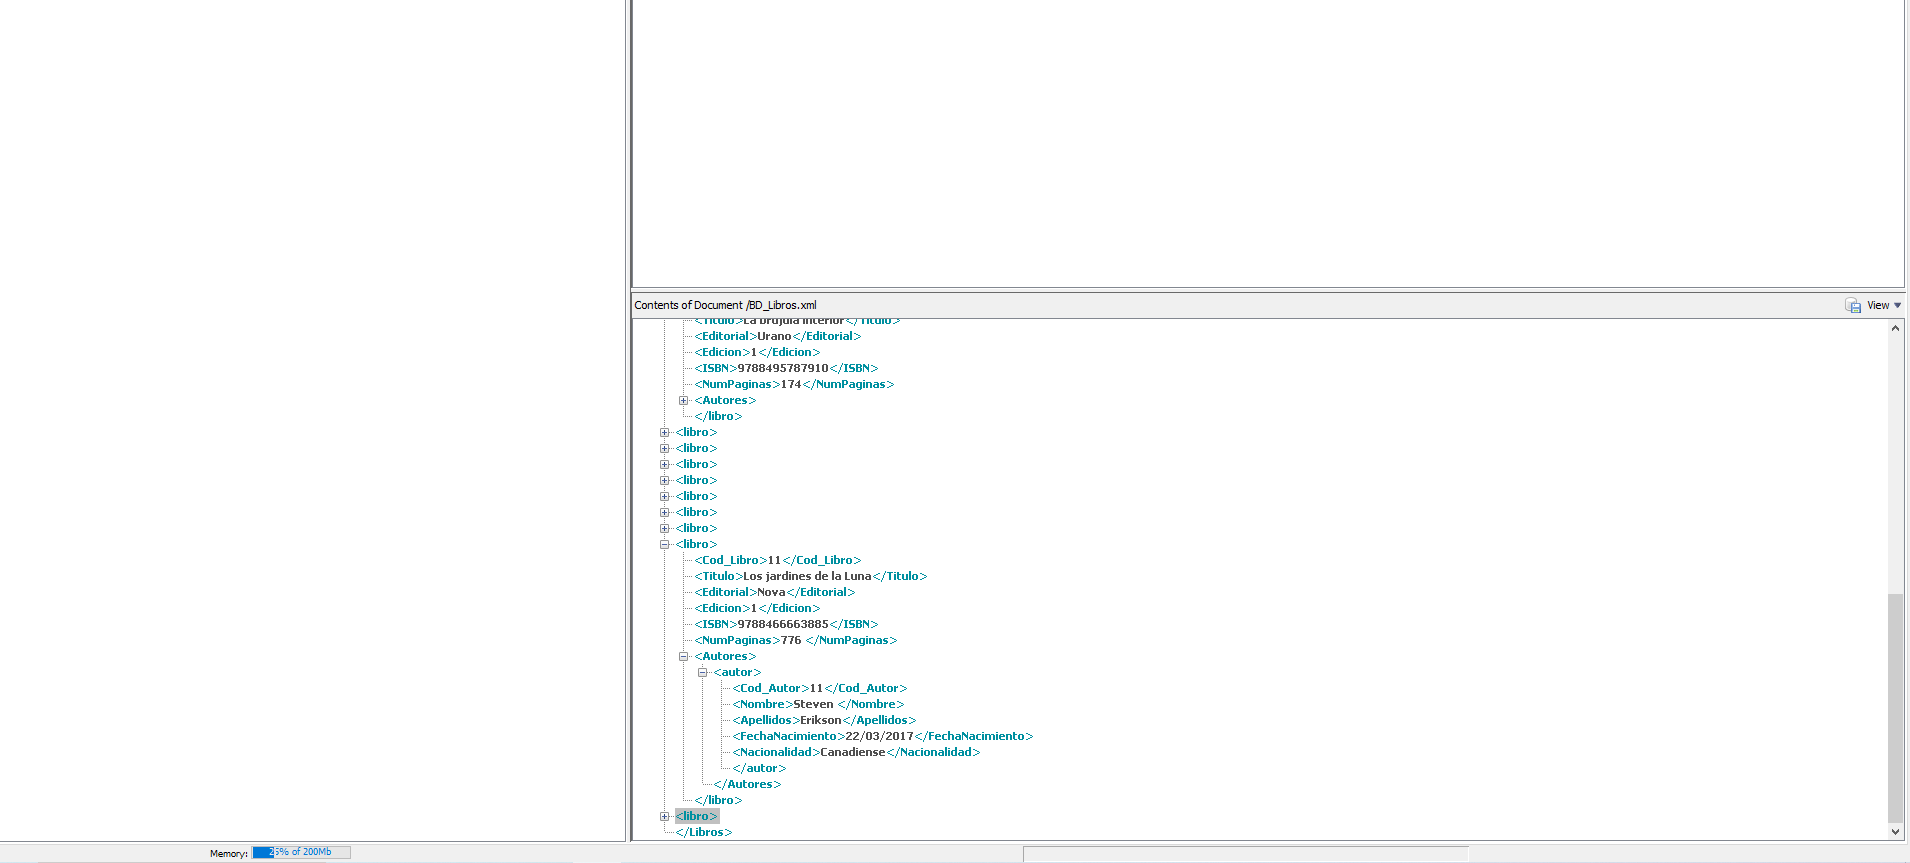 Contents of Document /BD_Libros.xml
View
<Titulo>La brujula interior</Titulo>
<Editorial>Urano</Editorial>
<Edicion>1</Edicion>
<ISBN>9788495787910</ISBN>
<NumPaginas>174</NumPaginas>
<Autores>
</libro>
<libro>
<libro>
<libro>
<libro>
<libro>
<libro>
<libro>
<libro>
<Cod_Libro>11</Cod_Libro>
<Titulo>Los jardines de la Luna</Titulo>
<Editorial>Nova</Editorial>
<Edicion>1</Edicion>
<ISBN>9788466663885</ISBN>
<NumPaginas>776 </NumPaginas>
<Autores>
<autor>
<Cod_Autor>11</Cod_Autor>
<Nombre>Steven </Nombre>
<Apellidos>Erikson</Apellidos>
<FechaNacimiento>22/03/2017</FechaNacimiento>
<Nacionalidad>Canadiense</Nacionalidad>
</autor>
</Autores>
</libro>
<libro>
</Libros>
Memory: 25% of 200Mb